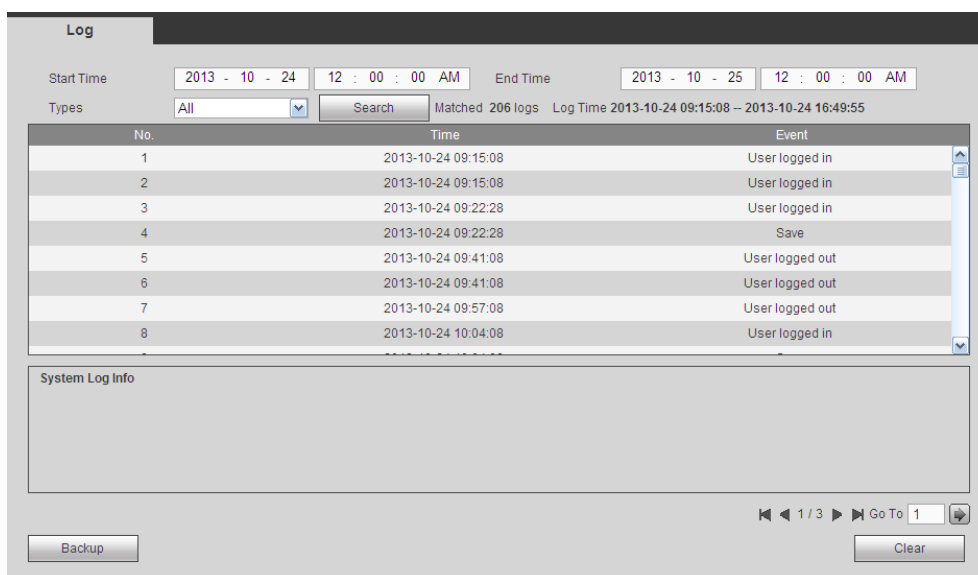 Log
Start Time 2013 - 10 - 24 12 : 00 : 00 AM End Time 2013 - 10 - 25 12 : 00 : 00 AM
Types All Search Matched 206 logs Log Time 2013-10-24 09:15:08 -- 2013-10-24 16:49:55
No. Time Event
1 2013-10-24 09:15:08 User logged in
2 2013-10-24 09:15:08 User logged in
3 2013-10-24 09:22:28 User logged in
4 2013-10-24 09:22:28 Save
5 2013-10-24 09:41:08 User logged out
6 2013-10-24 09:41:08 User logged out
7 2013-10-24 09:57:08 User logged out
8 2013-10-24 10:04:08 User logged in
System Log Info
1 / 3 Go To 1
Backup Clear